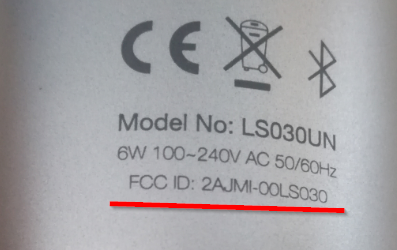 CE
Model No: LS030UN
6W 100~240V AC 50/60Hz
FCC ID: 2AJMI-00LS030